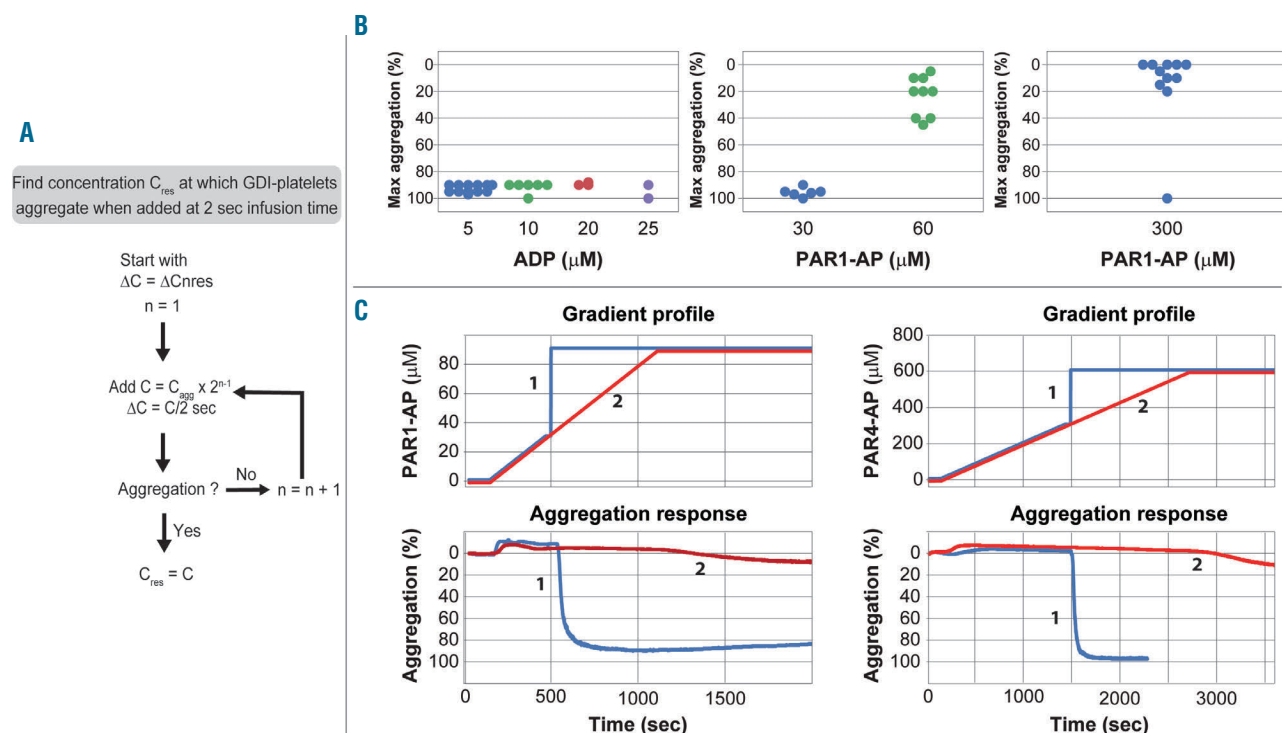 A
Find concentration Cres at which GDI-platelets
aggregate when added at 2 sec infusion time
Start with
ΔC = ΔCnres
n = 1
Add C = Cagg x 2n-1
ΔC = C/2 sec
Aggregation ?
No
n = n + 1
Yes
Cres = C
B
Max aggregation (%)
0
20
40
80
100
5
10
20
25
ADP (μM)
Max aggregation (%)
0
20
40
80
100
30
60
PAR1-AP (μM)
Max aggregation (%)
0
20
40
80
100
300
PAR1-AP (μM)
C
Gradient profile
PAR1-AP (μM)
80
60
40
20
0
1
2
Gradient profile
PAR4-AP (μM)
800
600
400
200
0
1
2
Aggregation response
Aggregation (%)
0
20
40
60
80
100
1
2
0
500
1000
1500
Time (sec)
Aggregation response
Aggregation (%)
0
20
40
60
80
100
1
2
0
1000
2000
3000
Time (sec)